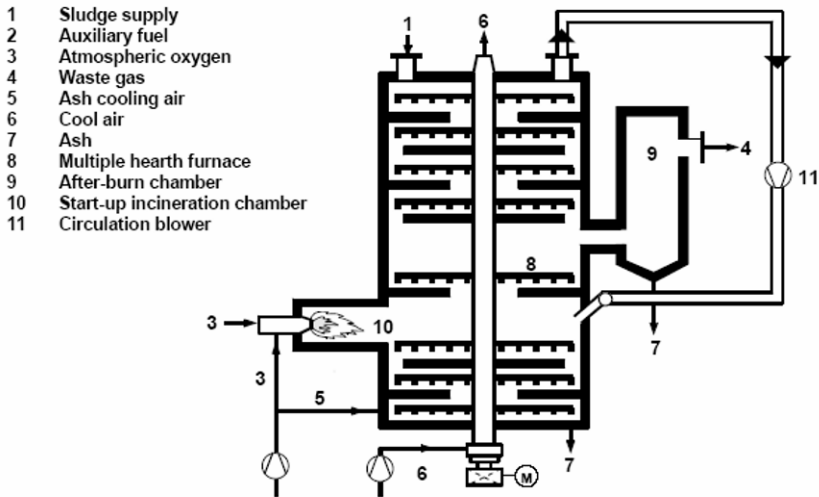 1 Sludge supply
2 Auxiliary fuel
3 Atmospheric oxygen
4 Waste gas
5 Ash cooling air
6 Cool air
7 Ash
8 Multiple hearth furnace
9 After-burn chamber
10 Start-up incineration chamber
11 Circulation blower
1
6
9
4
11
8
3
10
7
3
5
6
M
7